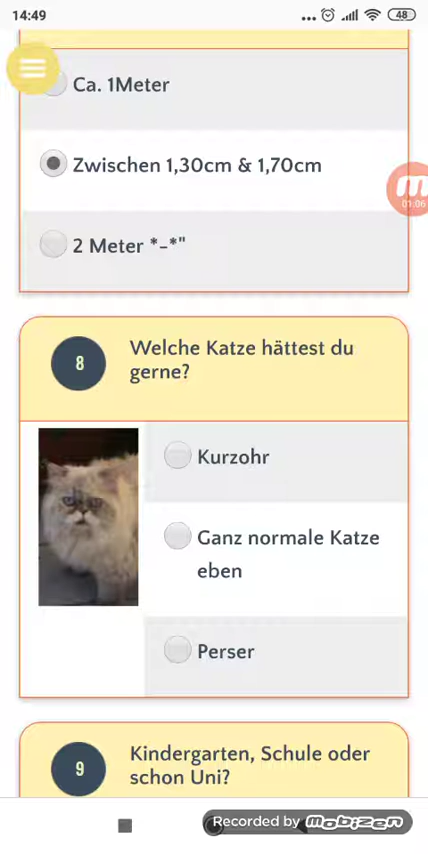 14:49
48
Ca. 1Meter
Zwischen 1,30cm & 1,70cm
01:06
2 Meter *-*"
8
Welche Katze hättest du
gerne?
Kurzohr
Ganz normale Katze
eben
Perser
9
Kindergarten, Schule oder
schon Uni?
Recorded by mobizen